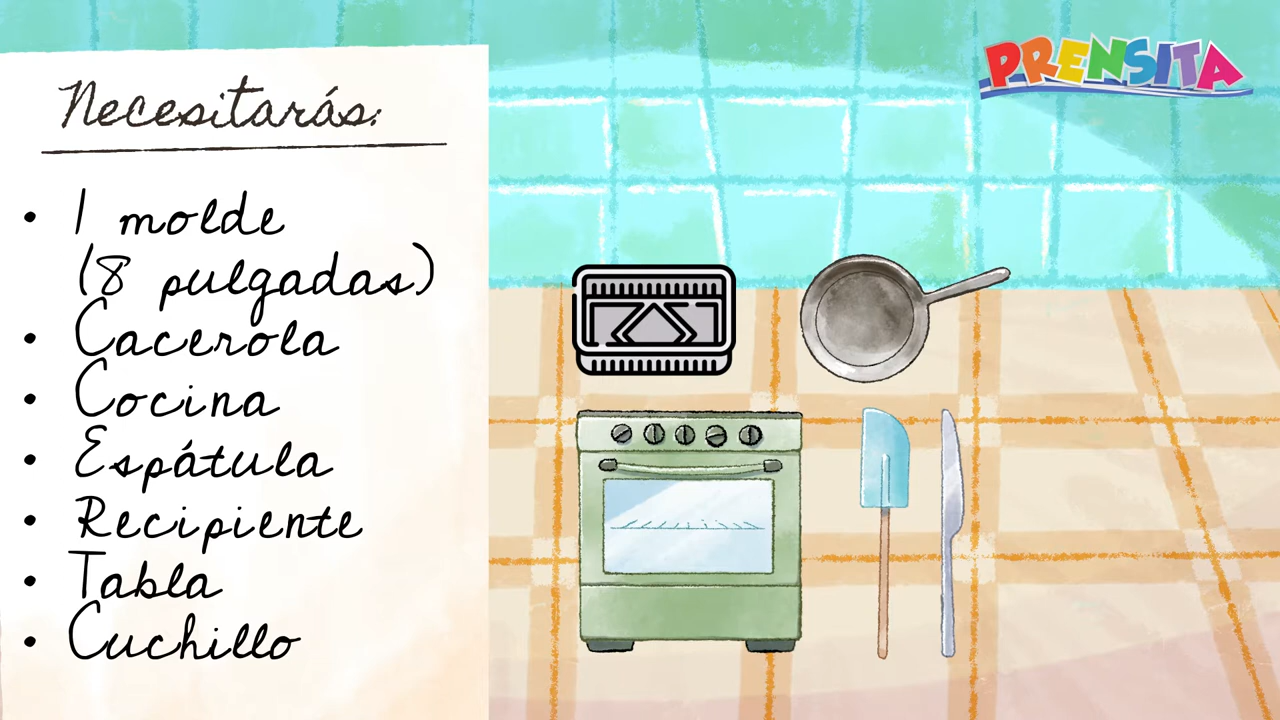 Necesitarás:
• 1 molde
(8 pulgadas)
• Cacerola
• Cocina
• Espátula
• Recipiente
• Tabla
• Cuchillo
PRENSITA